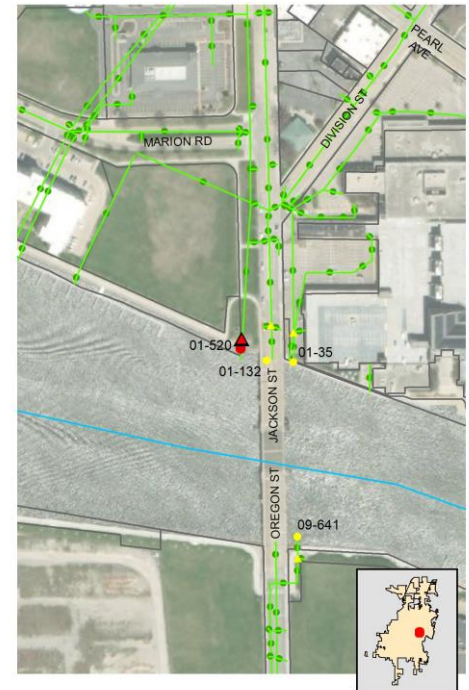 PEARL
AVE
DIVISION ST
MARION RD
01-520
01-35
01-132
JACKSON ST
OREGON ST
09-641